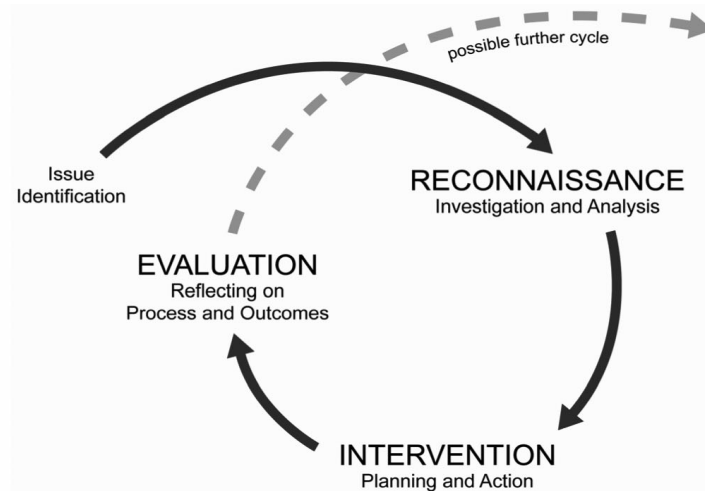 possible further cycle
Issue
Identification
RECONNAISSANCE
Investigation and Analysis
EVALUATION
Reflecting on
Process and Outcomes
INTERVENTION
Planning and Action